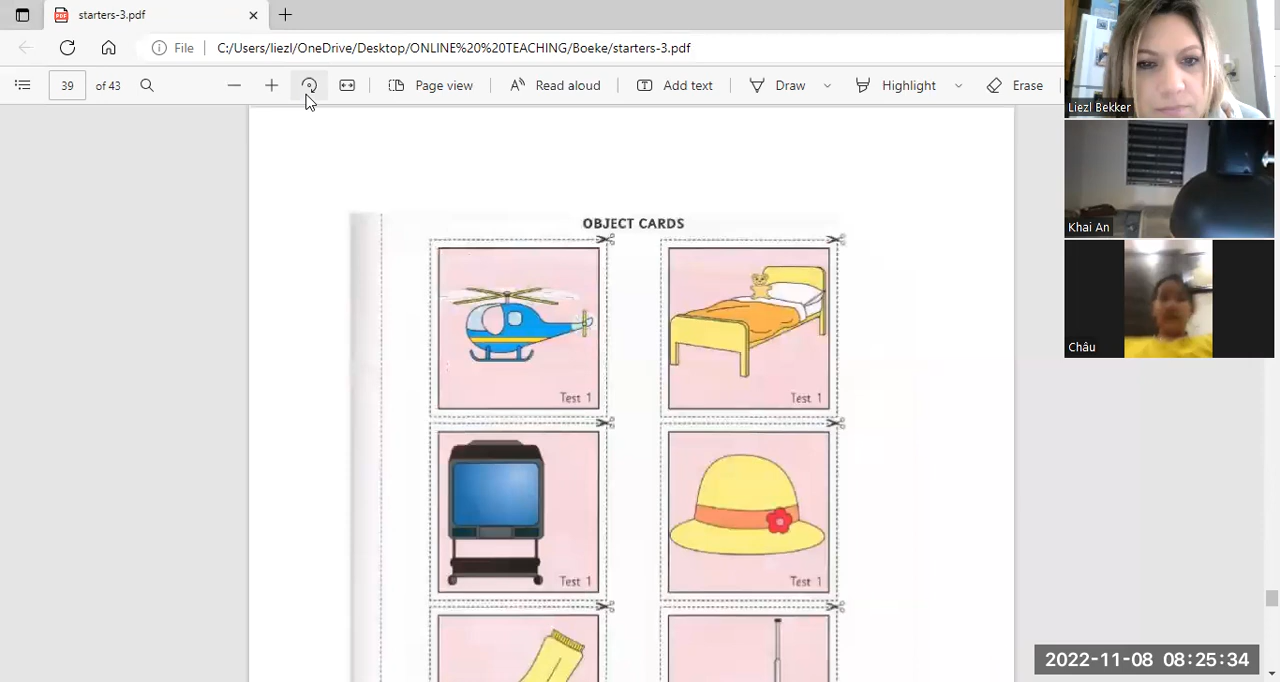 starters-3.pdf
File
C:/Users/liezl/OneDrive/Desktop/ONLINE%20%20TEACHING/Boeke/starters-3.pdf
39 of 43
Page view
Read aloud
Add text
Draw
Highlight
Erase
Liezl Bekker
Khai An
Châu
OBJECT CARDS
Test 1
Test 1
Test 1
Test 1
2022-11-08 08:25:34